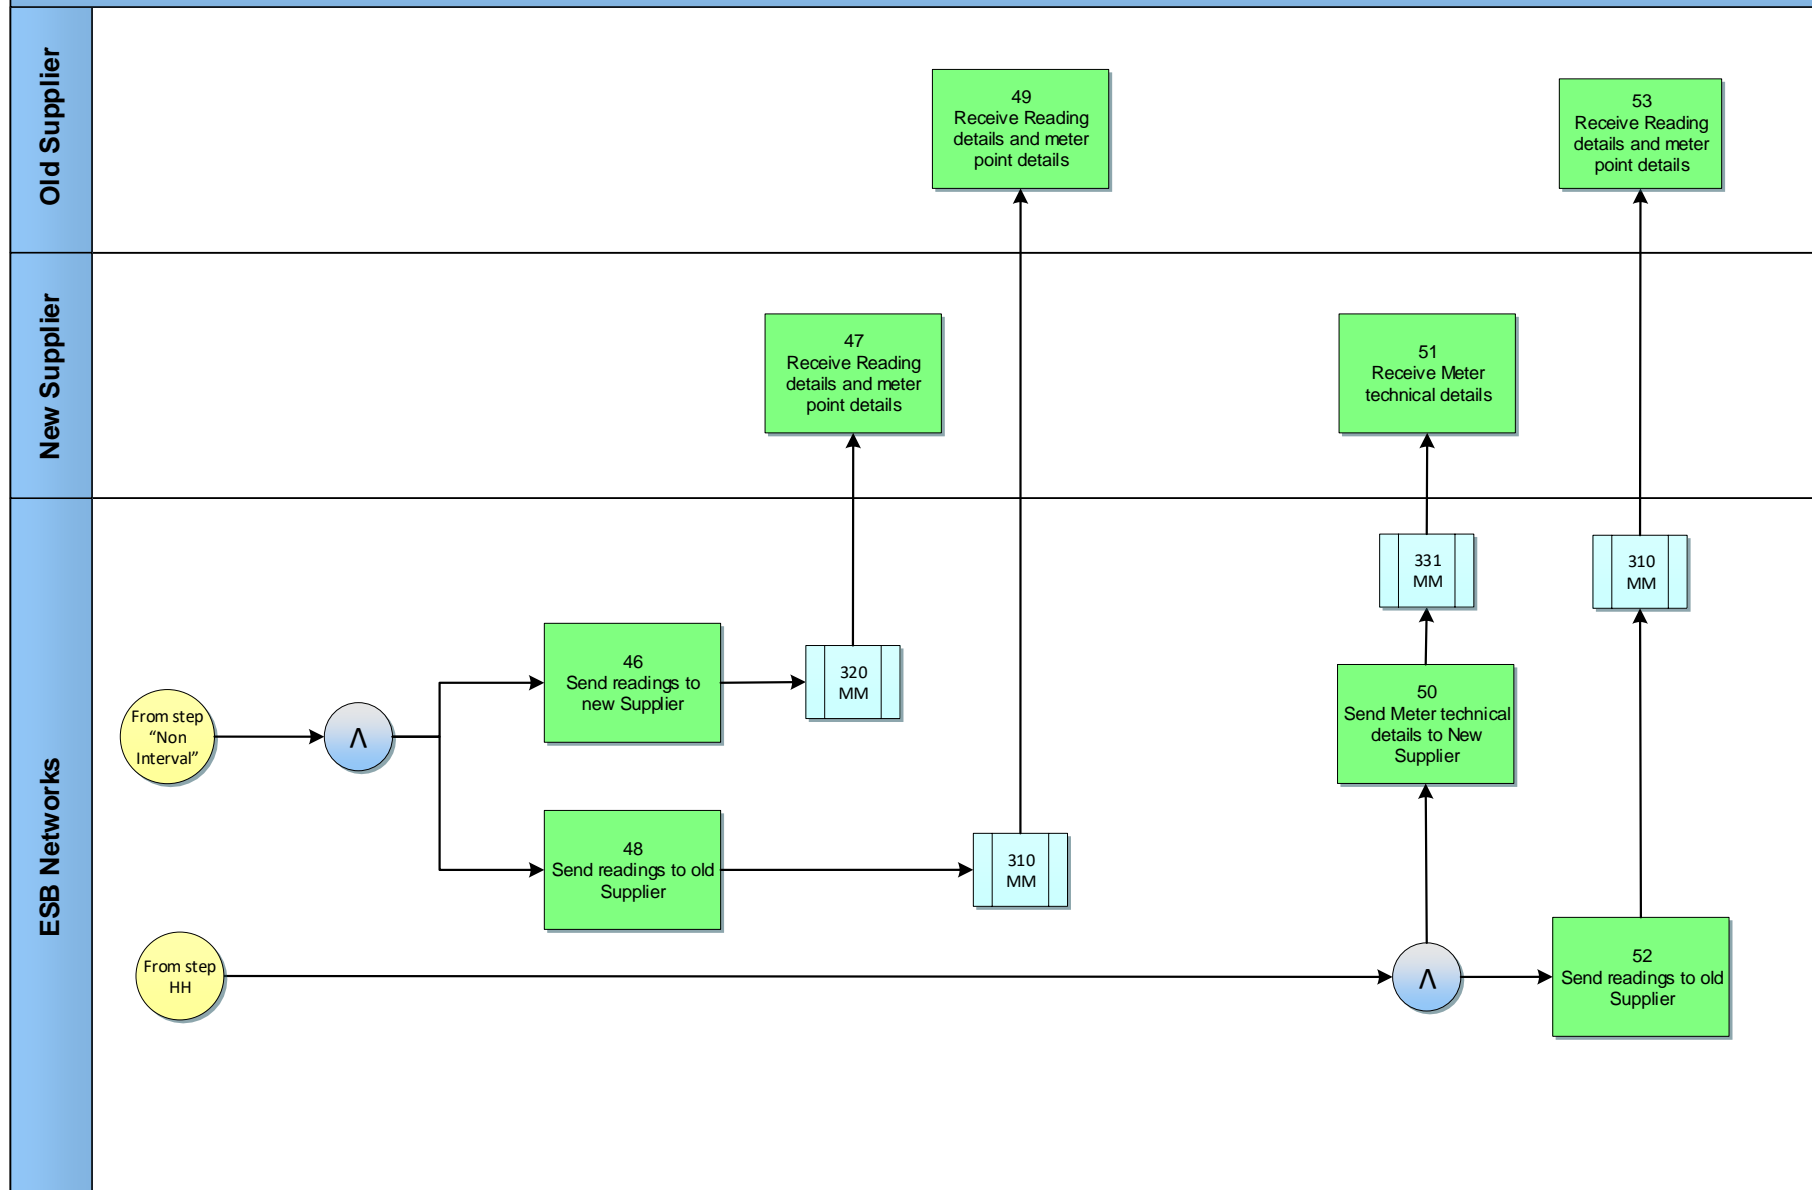 Old Supplier
49
Receive Reading
details and meter
point details
53
Receive Reading
details and meter
point details
New Supplier
47
Receive Reading
details and meter
point details
51
Receive Meter
technical details
ESB Networks
331
MM
310
MM
46
Send readings to
new Supplier
320
MM
50
Send Meter technical
details to New
Supplier
From step
“Non
Interval”
Λ
48
Send readings to old
Supplier
310
MM
From step
HH
Λ
52
Send readings to old
Supplier